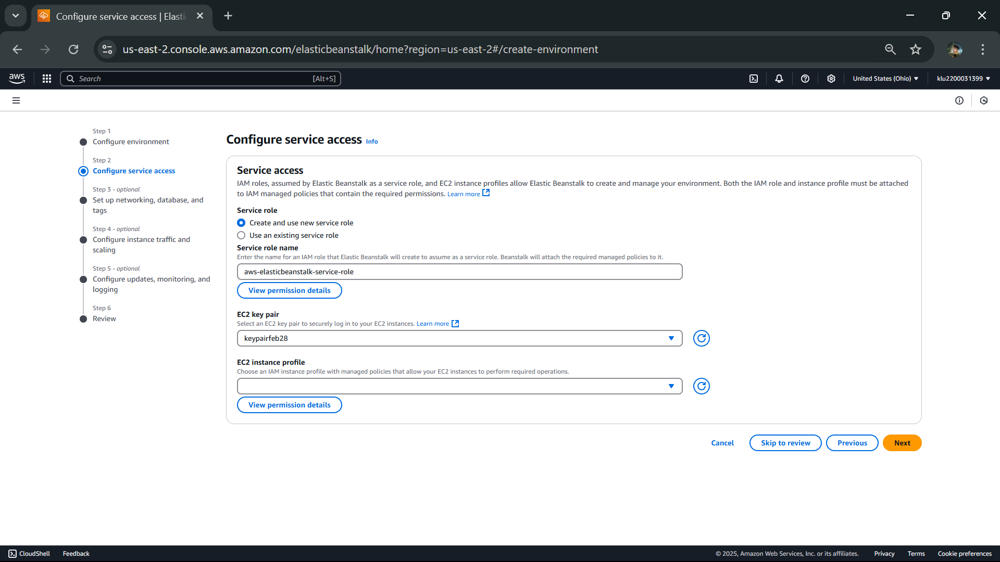 Configure service access | Elasti
us-east-2.console.aws.amazon.com/elasticbeanstalk/home?region=us-east-2#/create-environment
aws
Search
[Alt+S]
United States (Ohio)
klu2200031399
Step 1
Configure environment
Step 2
Configure service access
Step 3 - optional
Set up networking, database, and
tags
Step 4 - optional
Configure instance traffic and
scaling
Step 5 - optional
Configure updates, monitoring, and
logging
Step 6
Review
Configure service access Info
Service access
IAM roles, assumed by Elastic Beanstalk as a service role, and EC2 instance profiles allow Elastic Beanstalk to create and manage your environment. Both the IAM role and instance profile must be attached
to IAM managed policies that contain the required permissions. Learn more
Service role
Create and use new service role
Use an existing service role
Service role name
Enter the name for an IAM role that Elastic Beanstalk will create to assume as a service role. Beanstalk will attach the required managed policies to it.
aws-elasticbeanstalk-service-role
View permission details
EC2 key pair
Select an EC2 key pair to securely log in to your EC2 instances. Learn more
keypairfeb28
EC2 instance profile
Choose an IAM instance profile with managed policies that allow your EC2 instances to perform required operations.
View permission details
Cancel
Skip to review
Previous
Next
CloudShell
Feedback
© 2025, Amazon Web Services, Inc. or its affiliates.
Privacy
Terms
Cookie preferences